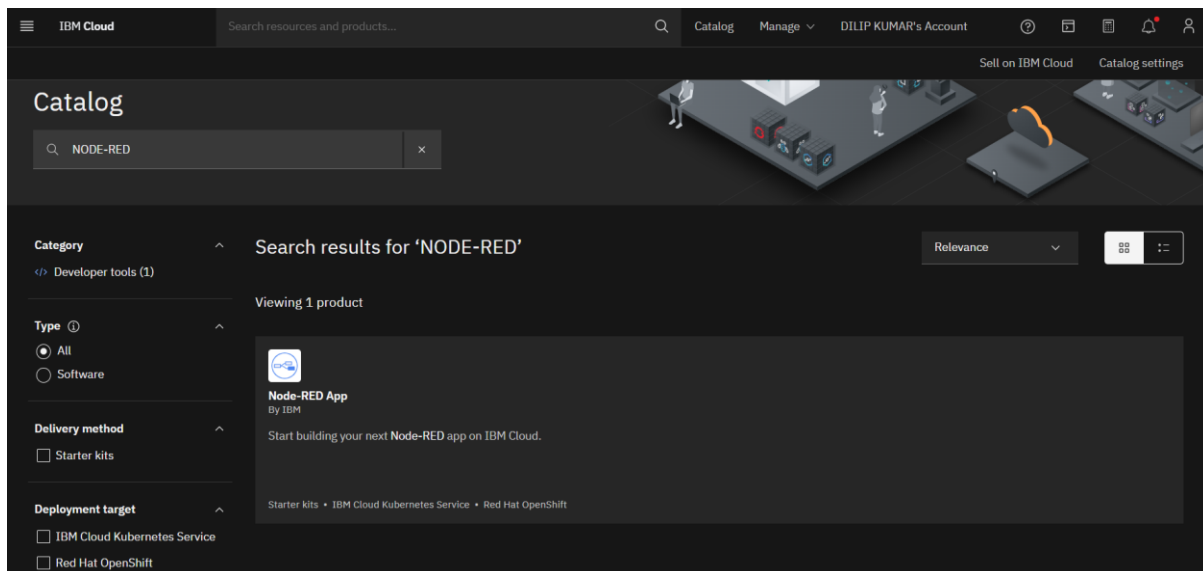 IBM Cloud
Search resources and products...
Catalog
Manage
DILIP KUMAR's Account
Sell on IBM Cloud
Catalog settings
Catalog
NODE-RED
Category
Developer tools (1)
Type
All
Software
Delivery method
Starter kits
Deployment target
IBM Cloud Kubernetes Service
Red Hat OpenShift
Search results for ‘NODE-RED’
Relevance
Viewing 1 product
Node-RED App
By IBM
Start building your next Node-RED app on IBM Cloud.
Starter kits • IBM Cloud Kubernetes Service • Red Hat OpenShift